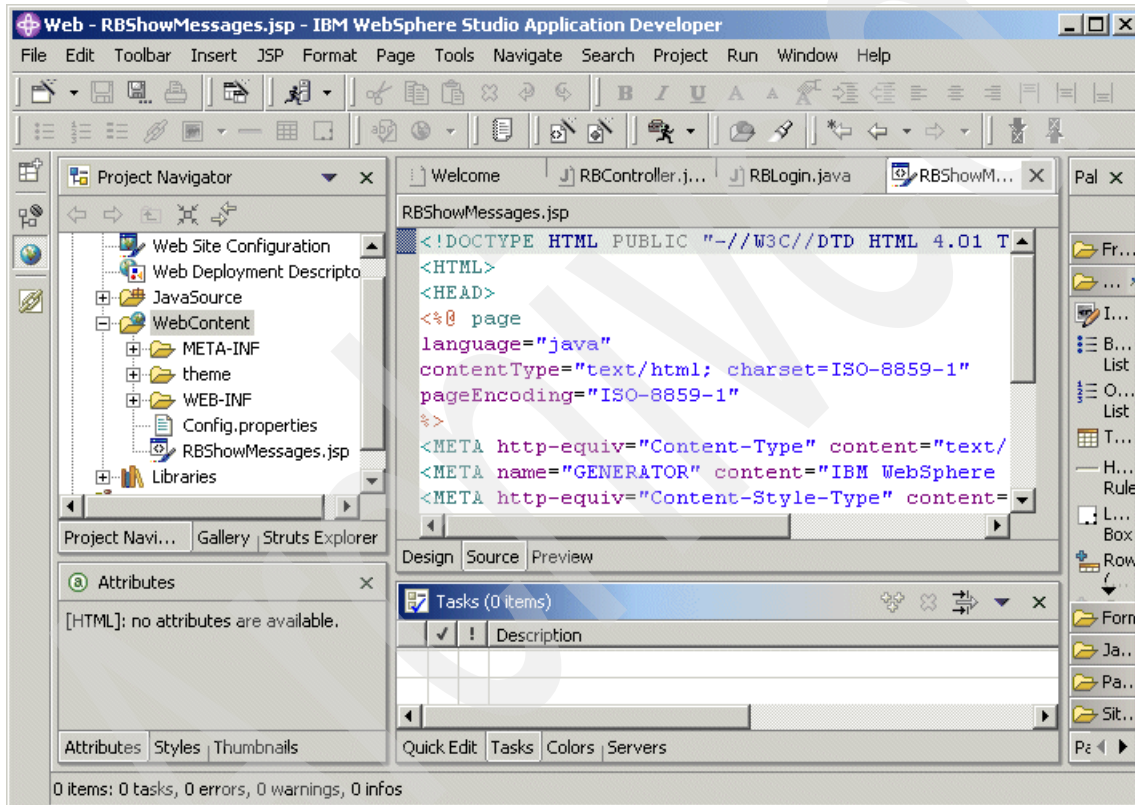 Web - RBShowMessages.jsp - IBM WebSphere Studio Application Developer
File Edit Toolbar Insert JSP Format Page Tools Navigate Search Project Run Window Help
Project Navigator
Web Site Configuration
Web Deployment Descripto
JavaSource
WebContent
META-INF
theme
WEB-INF
Config.properties
RBShowMessages.jsp
Libraries
Project Navi... Gallery Struts Explorer
Attributes
[HTML]: no attributes are available.
Attributes Styles Thumbnails
Welcome RBController.j... RBLogin.java RBShowM...
RBShowMessages.jsp
<!DOCTYPE HTML PUBLIC "-//W3C//DTD HTML 4.01 T
<HTML>
<HEAD>
<%@ page
language="java"
contentType="text/html; charset=ISO-8859-1"
pageEncoding="ISO-8859-1"
%>
<META http-equiv="Content-Type" content="text/
<META name="GENERATOR" content="IBM WebSphere
<META http-equiv="Content-Style-Type" content=
Design Source Preview
Tasks (0 items)
! Description
Quick Edit Tasks Colors Servers
Pal
Fr...
...
I...
B...
List
O...
List
T...
H...
Rule
L...
Box
Row
(...
Form
Ja...
Pa...
Sit...
0 items: 0 tasks, 0 errors, 0 warnings, 0 infos